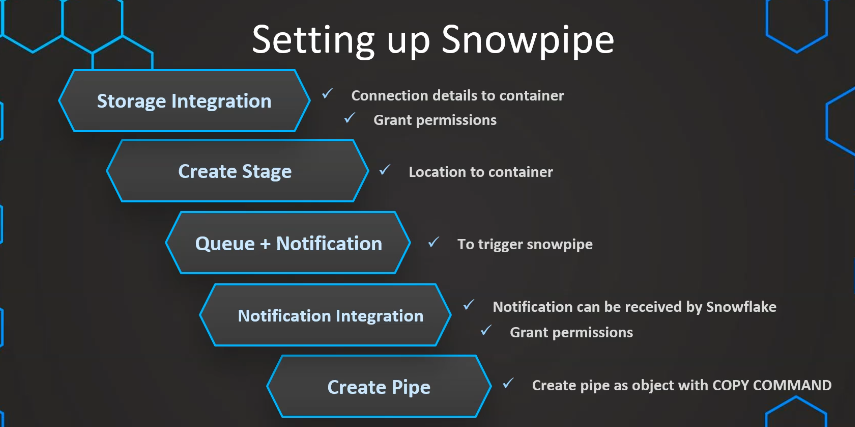 Setting up Snowpipe
Storage Integration
Connection details to container
Grant permissions
Create Stage
Location to container
Queue + Notification
To trigger snowpipe
Notification Integration
Notification can be received by Snowflake
Grant permissions
Create Pipe
Create pipe as object with COPY COMMAND